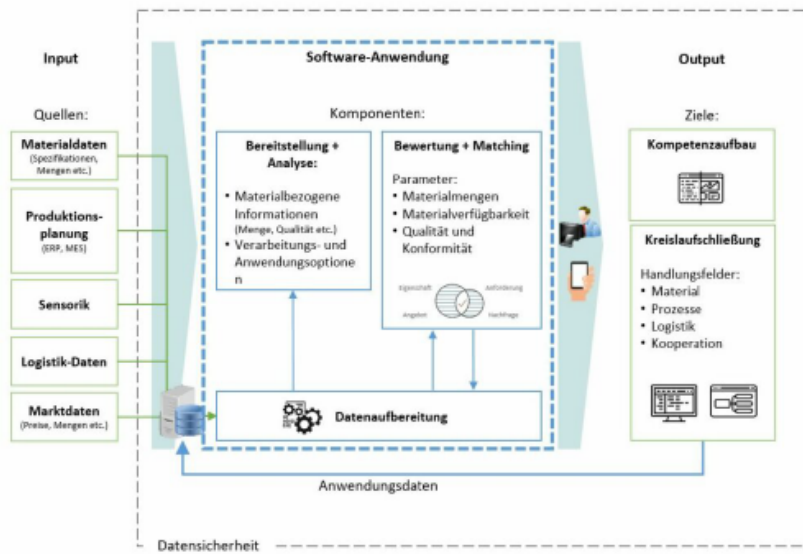 Input
Quellen:
Materialdaten
(Spezifikationen,
Mengen etc.)
Produktions-
planung
(ERP, MES)
Sensorik
Logistik-Daten
Marktdaten
(Preise, Mengen etc.)
Software-Anwendung
Komponenten:
Bereitstellung +
Analyse:
• Materialbezogene
Informationen
(Menge, Qualität etc.)
• Verarbeitungs- und
Anwendungsoptione
n
Bewertung + Matching
Parameter:
• Materialmengen
• Materialverfügbarkeit
• Qualität und
Konformität
Eigenschaft
Anforderung
Angebot
Nachfrage
Datenaufbereitung
Output
Ziele:
Kompetenzaufbau
Kreislaufschließung
Handlungsfelder:
• Material
• Prozesse
• Logistik
• Kooperation
Anwendungsdaten
Datensicherheit